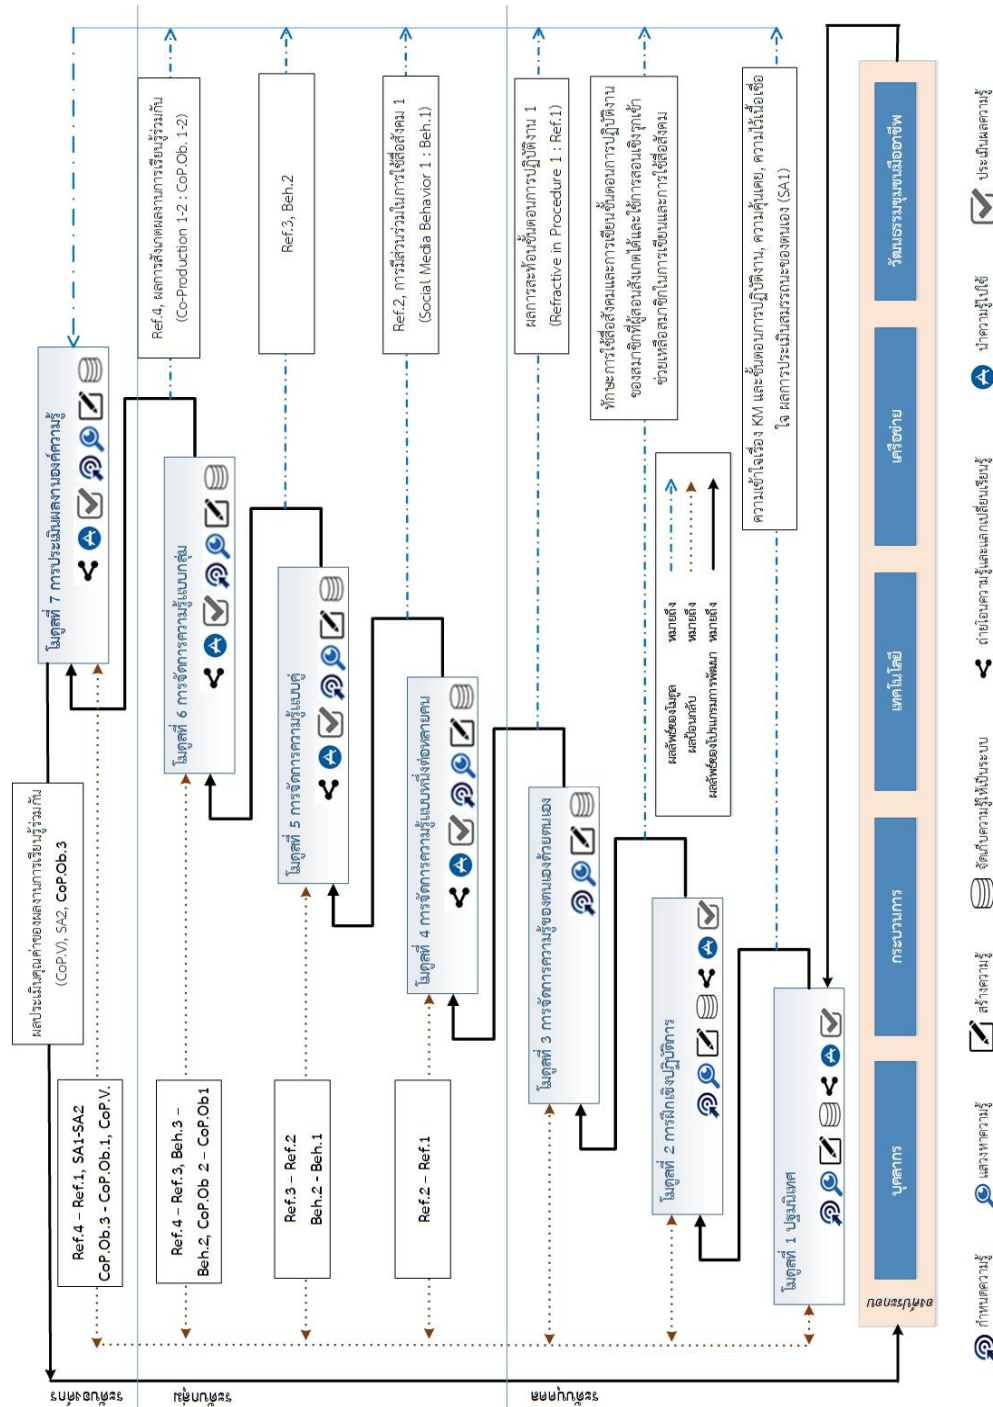 ระดับองค์กร
ระดับกลุ่ม
ระดับบุคคล
ผลประเมินคุณค่าของผลงานการเรียนรู้ร่วมกัน
(CoP.V), SA2, CoP.Ob.3
Ref.4 – Ref.1, SA1-SA2
CoP.Ob.3 - CoP.Ob.1, CoP.V.
โมดูลที่ 7 การประเมินผลงานองค์ความรู้
Ref.4 – Ref.3, Beh.3 –
Beh.2, CoP.Ob 2 – CoP.Ob1
โมดูลที่ 6 การจัดการความรู้แบบกลุ่ม
Ref.4, ผลการสังเกตผลงานการเรียนรู้ร่วมกัน
(Co-Production 1-2 : CoP.Ob. 1-2)
Ref.3 – Ref.2
Beh.2 - Beh.1
โมดูลที่ 5 การจัดการความรู้แบบคู่
Ref.3, Beh.2
Ref.2 – Ref.1
โมดูลที่ 4 การจัดการความรู้แบบหนึ่งต่อหลายคน
Ref.2, การมีส่วนร่วมในการใช้สื่อสังคม 1
(Social Media Behavior 1 : Beh.1)
โมดูลที่ 3 การจัดการความรู้ของตนเองด้วยตนเอง
ผลการสะท้อนขั้นตอนการปฏิบัติงาน 1
(Refractive in Procedure 1 : Ref.1)
โมดูลที่ 2 การฝึกเชิงปฏิบัติการ
ทักษะการใช้สื่อสังคมและการเขียนขั้นตอนการปฏิบัติงาน
ของสมาชิกที่ผู้สอนสังเกตได้และใช้การสอนเชิงรุกเข้า
ช่วยเหลือสมาชิกในการเขียนและการใช้สื่อสังคม
ผลลัพธ์ของโมดูล หมายถึง
ผลป้อนกลับ หมายถึง
ผลลัพธ์ของโปรแกรมการพัฒนา หมายถึง
โมดูลที่ 1 ปฐมนิเทศ
ความเข้าใจเรื่อง KM และขั้นตอนการปฏิบัติงาน, ความคุ้นเคย, ความไว้เนื้อเชื่อ
ใจ ผลการประเมินสมรรถนะของตนเอง (SA1)
องค์ประกอบ
บุคลากร
กระบวนการ
เทคโนโลยี
เครือข่าย
วัฒนธรรมชุมชนมืออาชีพ
กำหนดความรู้
แสวงหาความรู้
สร้างความรู้
จัดเก็บความรู้ให้เป็นระบบ
ถ่ายโอนความรู้และแลกเปลี่ยนเรียนรู้
นำความรู้ไปใช้
ประเมินผลความรู้